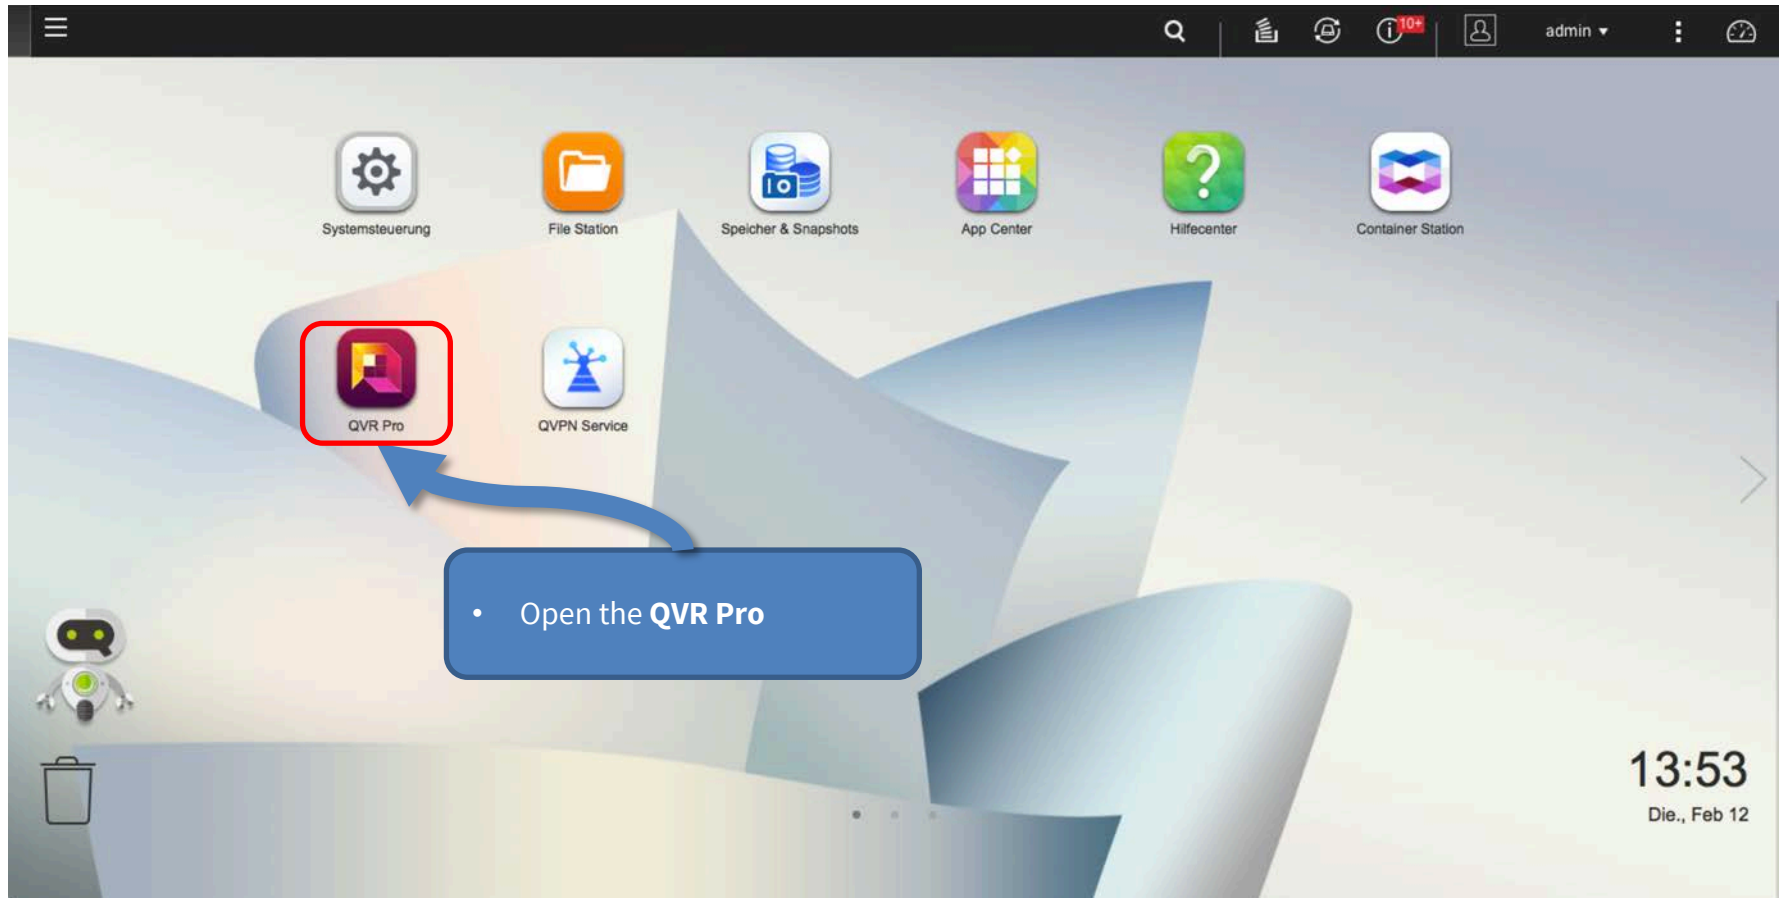 10+
admin
Systemsteuerung
File Station
Speicher & Snapshots
App Center
Hilfecenter
Container Station
QVR Pro
QVPN Service
• Open the QVR Pro
13:53
Die., Feb 12